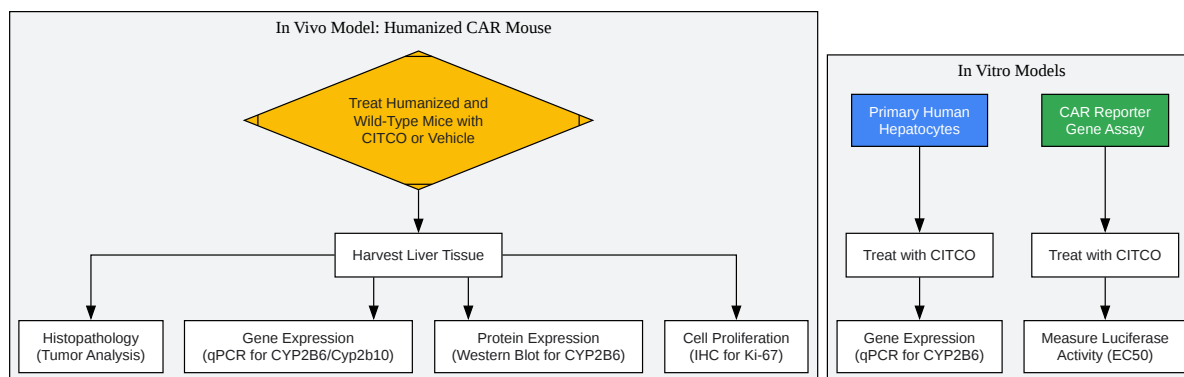 In Vivo Model: Humanized CAR Mouse
Treat Humanized and
Wild-Type Mice with
CITCO or Vehicle
Harvest Liver Tissue
Histopathology
(Tumor Analysis)
Gene Expression
(qPCR for CYP2B6/Cyp2b10)
Protein Expression
(Western Blot for CYP2B6)
Cell Proliferation
(IHC for Ki-67)
In Vitro Models
Primary Human
Hepatocytes
CAR Reporter
Gene Assay
Treat with CITCO
Treat with CITCO
Gene Expression
(qPCR for CYP2B6)
Measure Luciferase
Activity (EC50)